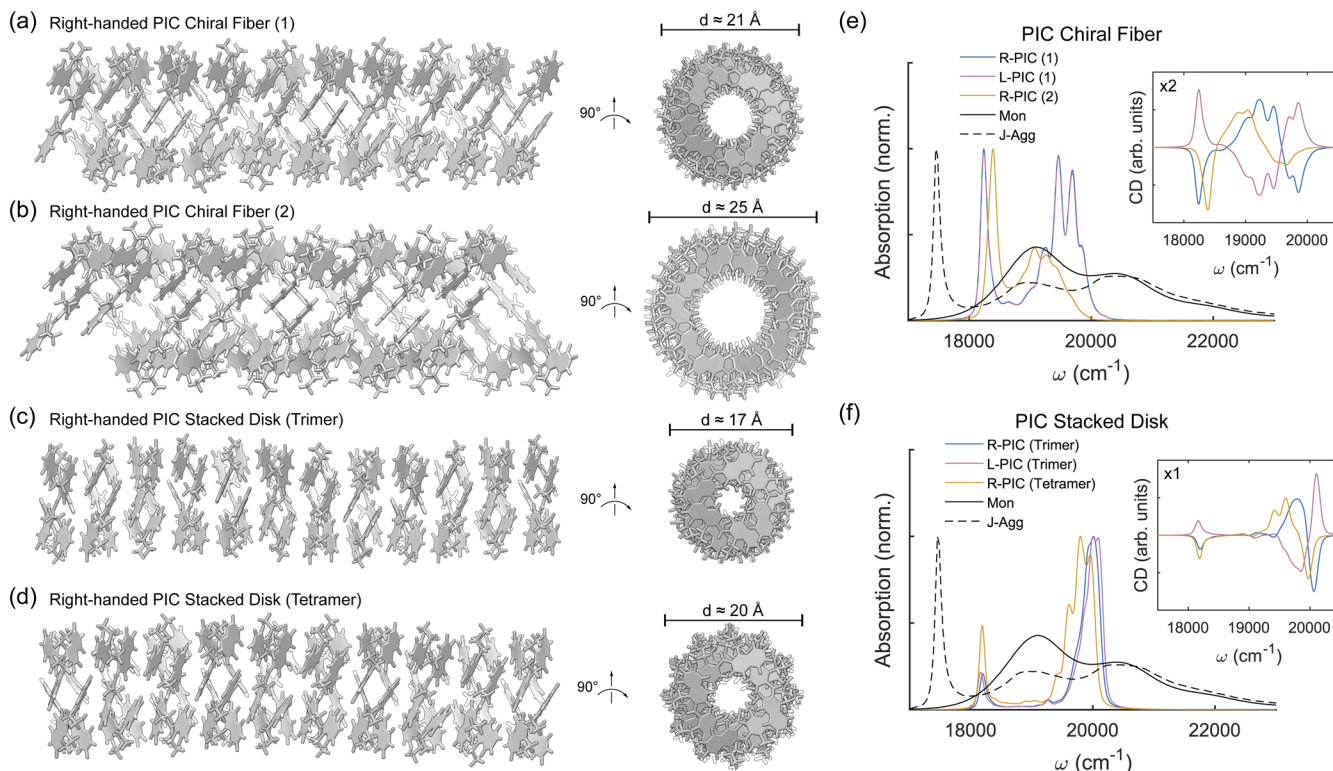 (a) Right-handed PIC Chiral Fiber (1)
d ≈ 21 Å
90°
(b) Right-handed PIC Chiral Fiber (2)
d ≈ 25 Å
90°
(c) Right-handed PIC Stacked Disk (Trimer)
d ≈ 17 Å
90°
(d) Right-handed PIC Stacked Disk (Tetramer)
d ≈ 20 Å
90°
(e)
PIC Chiral Fiber
R-PIC (1)
L-PIC (1)
R-PIC (2)
Mon
J-Agg
Absorption (norm.)
18000 20000 22000
ω (cm⁻¹)
x2
CD (arb. units)
18000 19000 20000
ω (cm⁻¹)
(f)
PIC Stacked Disk
R-PIC (Trimer)
L-PIC (Trimer)
R-PIC (Tetramer)
Mon
J-Agg
Absorption (norm.)
18000 20000 22000
ω (cm⁻¹)
x1
CD (arb. units)
18000 19000 20000
ω (cm⁻¹)